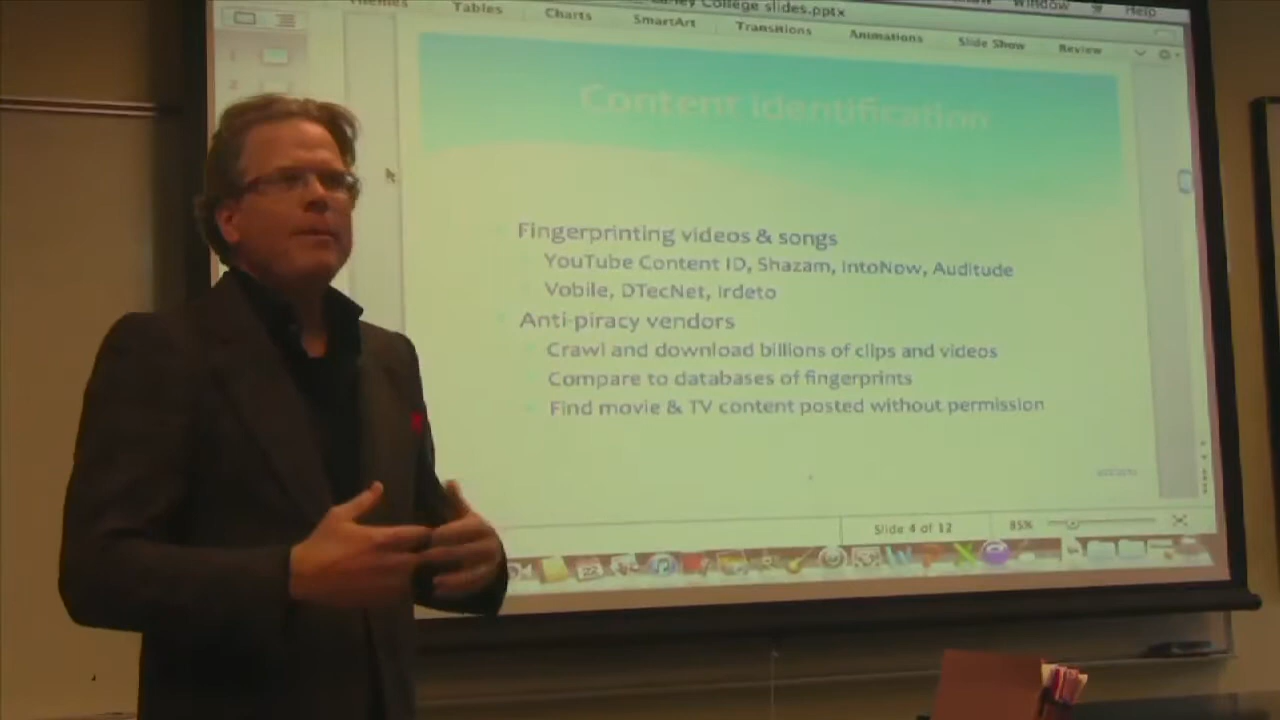 College slides.pptx
Window
Help
Themes
Tables
Charts
SmartArt
Transitions
Animations
Slide Show
Review
Content identification
Fingerprinting videos & songs
YouTube Content ID, Shazam, IntoNow, Auditude
Vobile, DTecNet, Irdeto
Anti-piracy vendors
Crawl and download billions of clips and videos
Compare to databases of fingerprints
Find movie & TV content posted without permission
Slide 4 of 12
85%